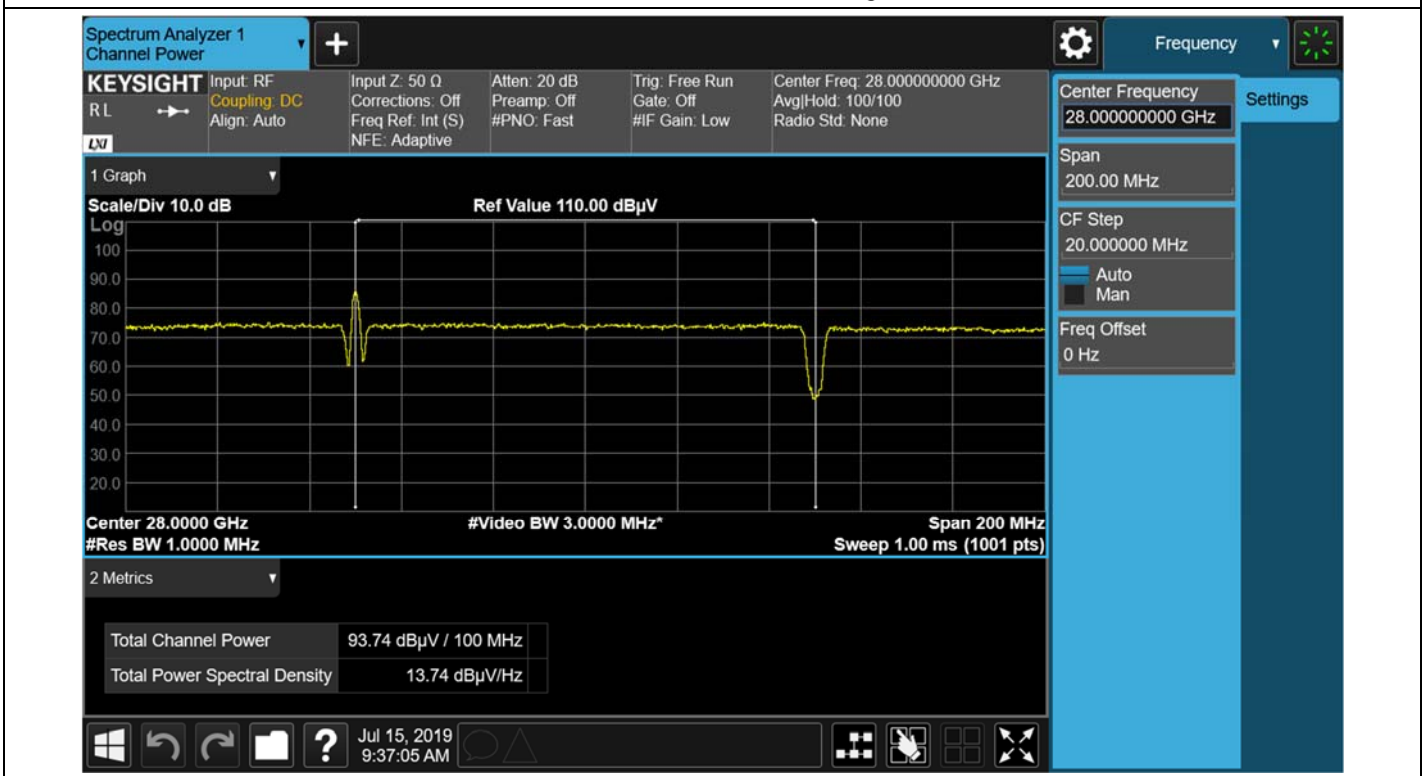 Spectrum Analyzer 1
Channel Power
Frequency
KEYSIGHT
R L
LXI
Input: RF
Coupling: DC
Align: Auto
Input Z: 50 Ω
Corrections: Off
Freq Ref: Int (S)
NFE: Adaptive
Atten: 20 dB
Preamp: Off
#PNO: Fast
Trig: Free Run
Gate: Off
#IF Gain: Low
Center Freq: 28.000000000 GHz
Avg|Hold: 100/100
Radio Std: None
Center Frequency
28.000000000 GHz
Settings
Span
200.00 MHz
CF Step
20.000000 MHz
Auto
Man
Freq Offset
0 Hz
1 Graph
Scale/Div 10.0 dB
Ref Value 110.00 dBµV
Log
100
90.0
80.0
70.0
60.0
50.0
40.0
30.0
20.0
Center 28.0000 GHz
#Video BW 3.0000 MHz*
Span 200 MHz
#Res BW 1.0000 MHz
Sweep 1.00 ms (1001 pts)
2 Metrics
Total Channel Power 93.74 dBµV / 100 MHz
Total Power Spectral Density 13.74 dBµV/Hz
?
Jul 15, 2019
9:37:05 AM